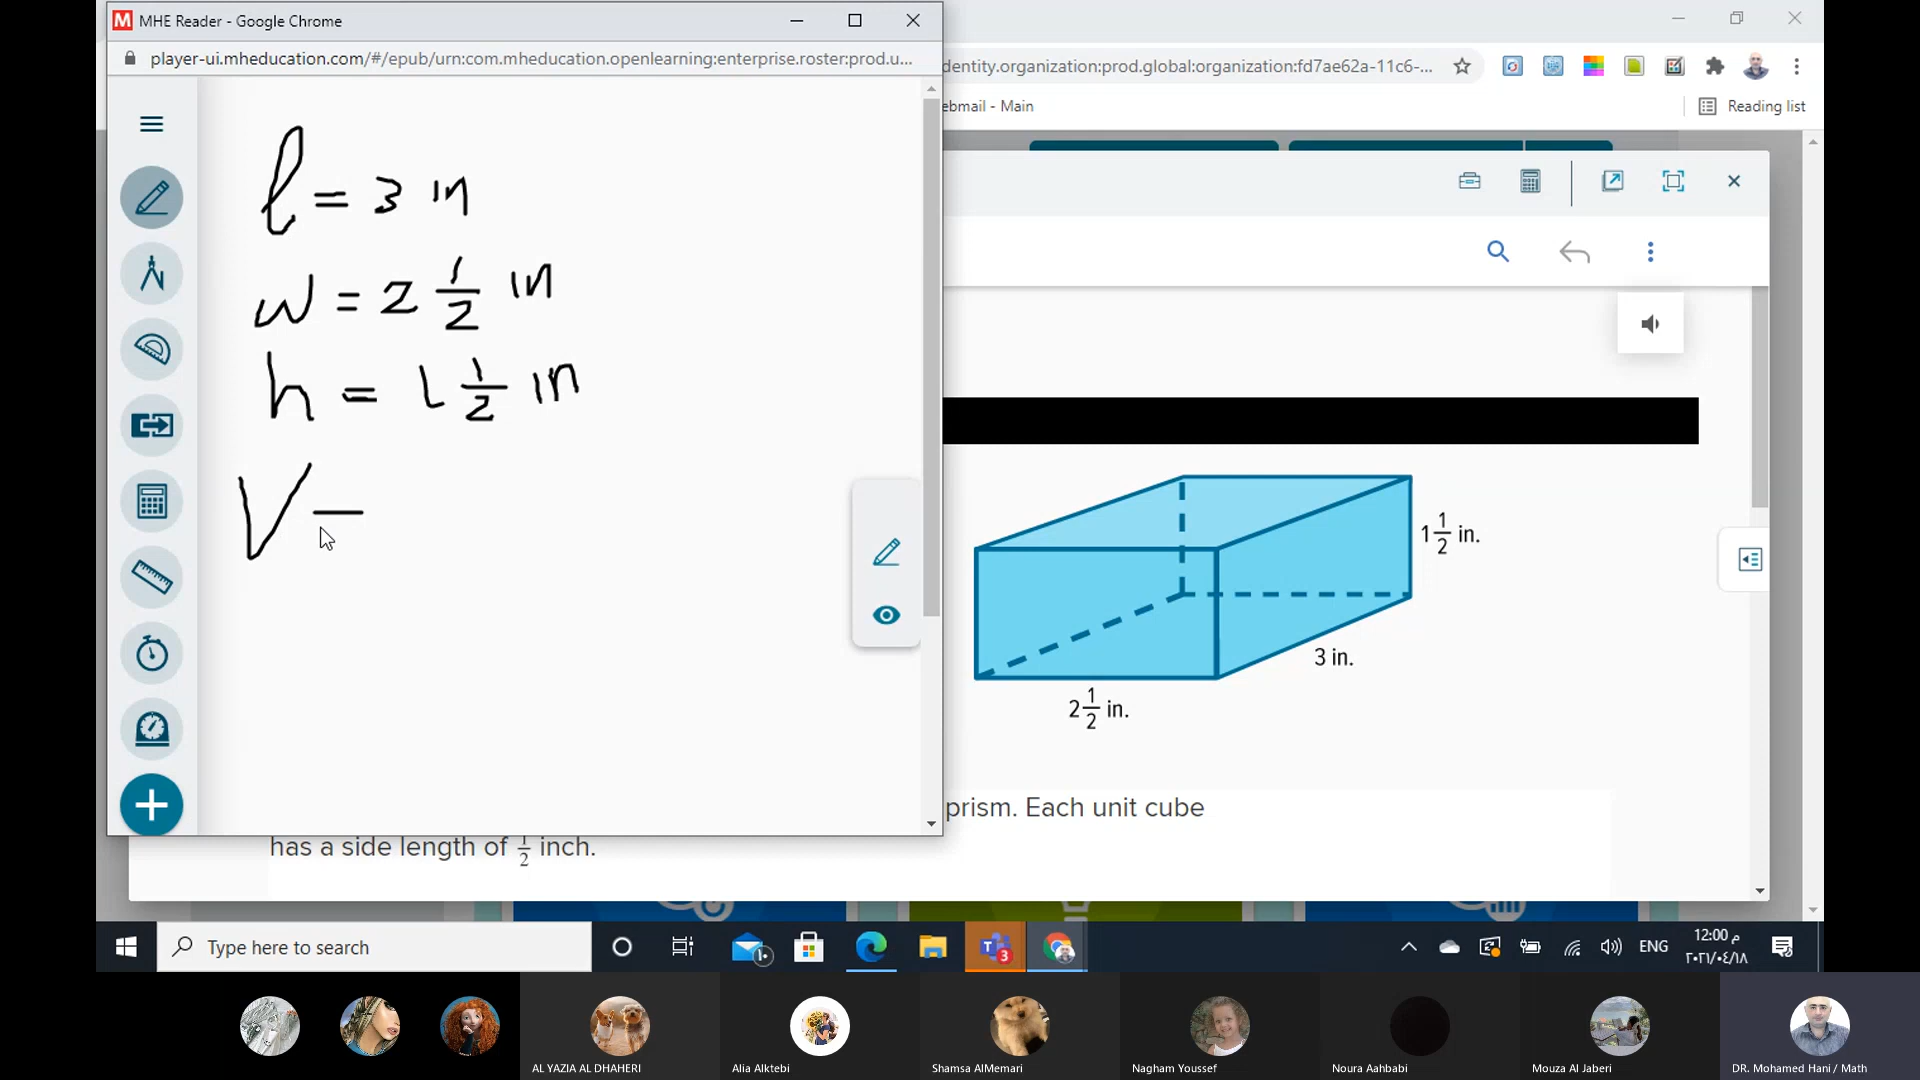 MHE Reader - Google Chrome
player-ui.mheducation.com/#/epub/urn:com.mheducation.openlearning:enterprise.roster:prod.u...
dentity.organization:prod.global:organization:fd7ae62a-11c6-...
ebmail - Main
Reading list
l = 3 in
w = 2 1/2 in
h = 1 1/2 in
V
1 1/2 in.
3 in.
2 1/2 in.
prism. Each unit cube
has a side length of 1/2 inch.
Type here to search
3
ENG
12:00 م
٢٠٢١/٠٤/١٨
AL YAZIA AL DHAHERI
Alia Alktebi
Shamsa AlMemari
Nagham Youssef
Noura Aahbabi
Mouza Al Jaberi
DR. Mohamed Hani / Math